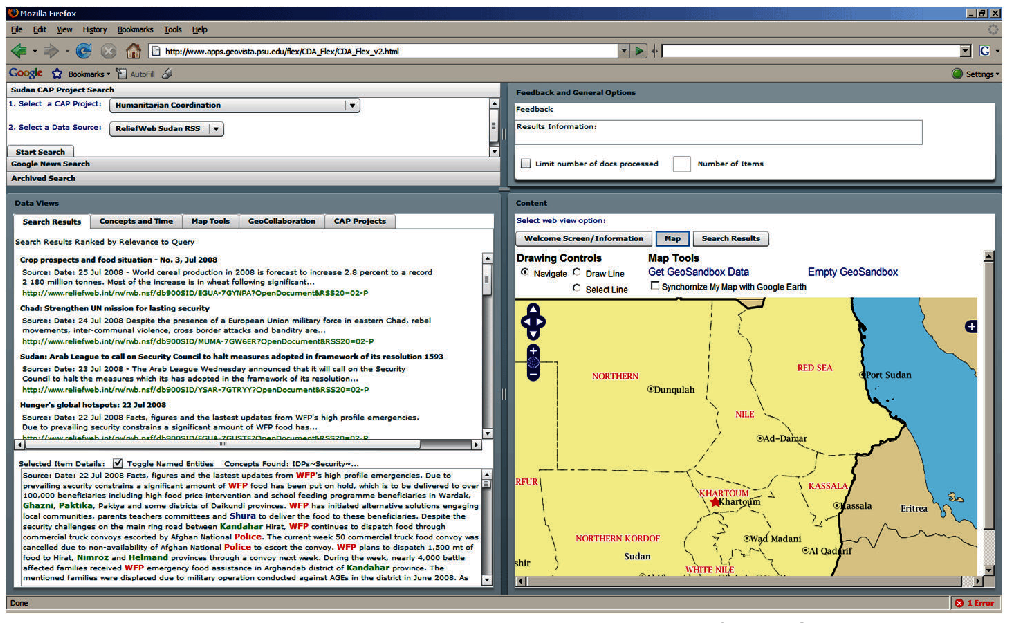 Mozilla Firefox
File Edit View History Bookmarks Tools Help
http://www.apps.geovista.psu.edu/flex/CDA_Flex/CDA_Flex_v2.html
Google Bookmarks Autofill Settings
Sudan CAP Project Search
1. Select a CAP Project: Humanitarian Coordination
2. Select a Data Source: ReliefWeb Sudan RSS
Start Search
Google News Search
Archived Search
Feedback and General Options
Feedback
Results Information:
Limit number of docs processed Number of Items
Data Views
Search Results Concepts and Time Map Tools GeoCollaboration CAP Projects
Search Results Ranked by Relevance to Query
Crop prospects and food situation - No. 3, Jul 2008
Source: Date: 25 Jul 2008 - World cereal production in 2008 is forecast to increase 2.8 percent to a record
2 180 million tonnes. Most of the increase is in wheat following significant...
http://www.reliefweb.int/rw/rwb.nsf/db900SID/EGUA-7GYNPA?OpenDocument&RSS20=02-P
Chad: Strengthen UN mission for lasting security
Source: Date: 24 Jul 2008 Despite the presence of a European Union military force in eastern Chad, rebel
movements, inter-communal violence, cross border attacks and banditry are...
http://www.reliefweb.int/rw/rwb.nsf/db900SID/MUMA-7GW6ER?OpenDocument&RSS20=02-P
Sudan: Arab League to call on Security Council to halt measures adopted in framework of its resolution 1593
Source: Date: 23 Jul 2008 - The Arab League Wednesday announced that it will call on the Security
Council to halt the measures which its has adopted in the framework of its resolution...
http://www.reliefweb.int/rw/rwb.nsf/db900SID/YSAR-7GTRYY?OpenDocument&RSS20=02-P
Hunger's global hotspots: 22 Jul 2008
Source: Date: 22 Jul 2008 Facts, figures and the lastest updates from WFP's high profile emergencies.
Due to prevailing security constrains a significant amount of WFP food has...
Selected Item Details: Toggle Named Entities Concepts Found: IDPs~Security~...
Source: Date: 22 Jul 2008 Facts, figures and the lastest updates from WFP's high profile emergencies. Due to
prevailing security constrains a significant amount of WFP food has been put on hold, which is to be delivered to over
100,000 beneficiaries including high food price intervention and school feeding programme beneficiaries in Wardak,
Ghazni, Paktika, Paktya and some districts of Daikundi provinces. WFP has initiated alternative solutions engaging
local communities, parents teachers committees and Shura to deliver the food to these beneficiaries. Despite the
security challenges on the main ring road between Kandahar Hirat, WFP continues to dispatch food through
commercial truck convoys escorted by Afghan National Police. The current week 50 commercial truck food convoy was
cancelled due to non-availability of Afghan National Police to escort the convoy. WFP plans to dispatch 1,500 mt of
food to Hirat, Nimroz and Helmand provinces through a convoy next week. During the week, nearly 4,000 battle
affected families received WFP emergency food assistance in Arghandab district of Kandahar province. The
mentioned families were displaced due to military operation conducted against AGEs in the district in June 2008. As
Content
Select web view option:
Welcome Screen/Information Map Search Results
Drawing Controls Map Tools
Navigate Draw Line Get GeoSandbox Data Empty GeoSandbox
Select Line Synchornize My Map with Google Earth
RED SEA
NORTHERN
Port Sudan
Dunqulah
NILE
Ad-Damar
RFUR
KASSALA
KHARTOUM
Khartoum
Kassala
Eritrea
NORTHERN KORDOF
Wad Madani
Al Qadarif
Sudan
shir
WHITE NILE
Done 1 Error